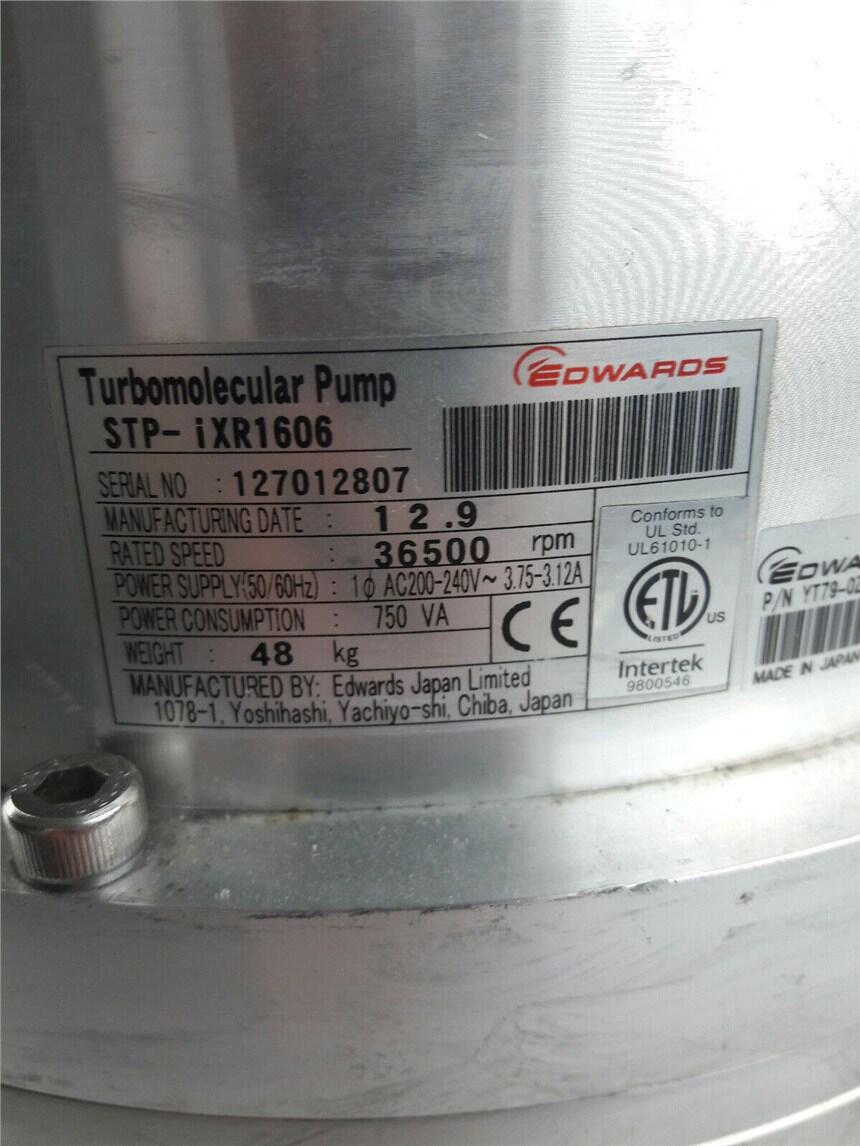 Turbomolecular Pump
EDWARDS
STP-iXR1606
SERIAL NO : 127012807
MANUFACTURING DATE : 12.9
RATED SPEED : 36500 rpm
POWER SUPPLY(50/60Hz) : 1ϕ AC200-240V~ 3.75-3.12A
POWER CONSUMPTION : 750 VA
CE
WEIGHT : 48 kg
MANUFACTURED BY: Edwards Japan Limited
1078-1, Yoshihashi, Yachiyo-shi, Chiba, Japan
Conforms to
UL Std.
UL61010-1
ETL
LISTED
US
Intertek
9800546
EDWA
P/N YT79-02
MADE IN JAPAN